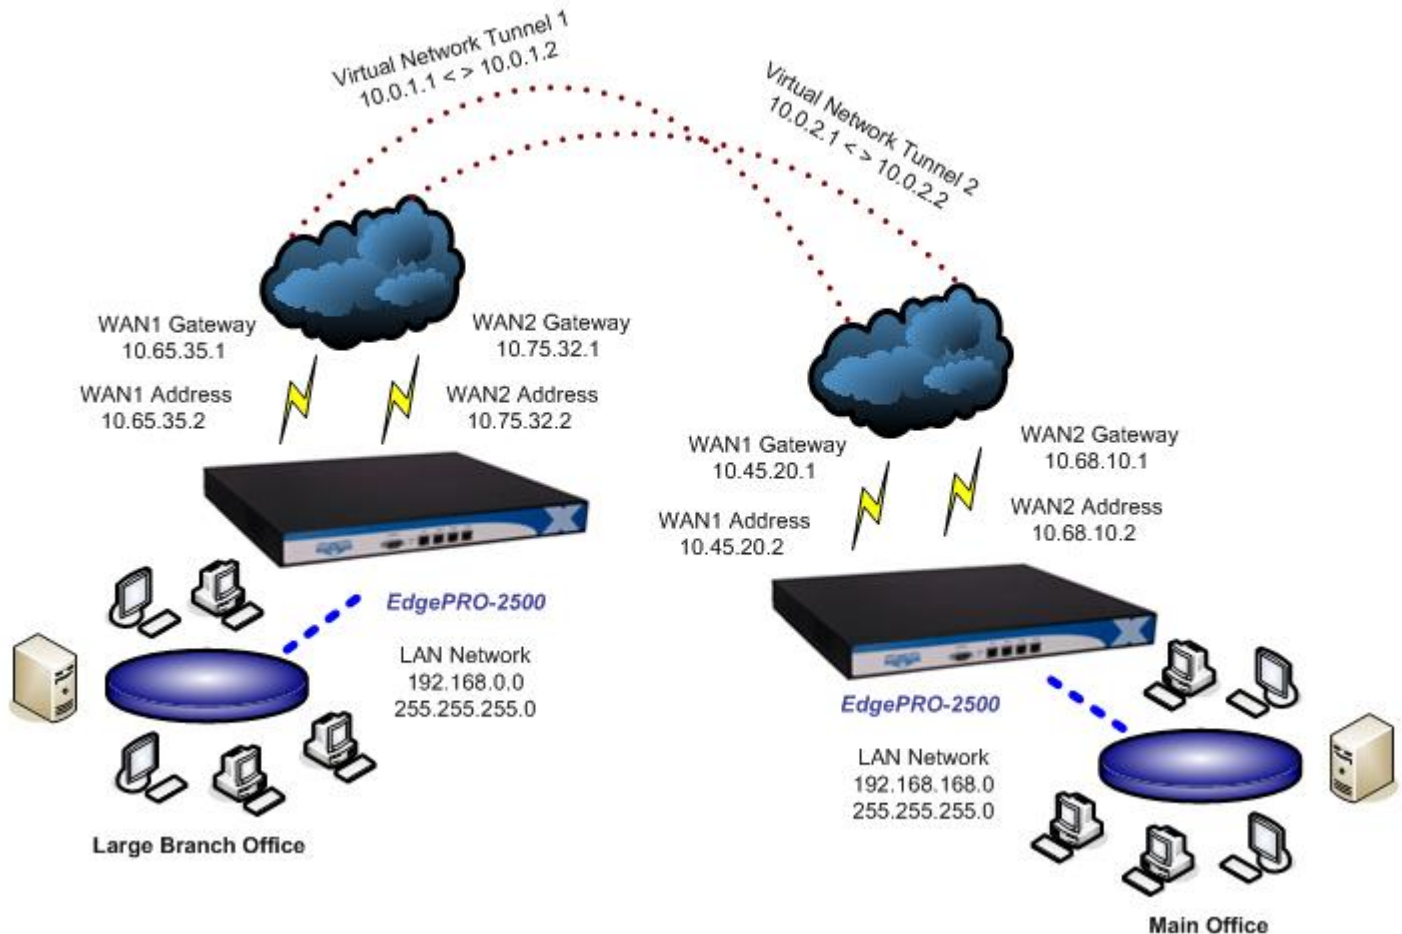 Virtual Network Tunnel 1
10.0.1.1 < > 10.0.1.2
Virtual Network Tunnel 2
10.0.2.1 < > 10.0.2.2
WAN1 Gateway
10.65.35.1
WAN2 Gateway
10.75.32.1
WAN1 Address
10.65.35.2
WAN2 Address
10.75.32.2
WAN1 Gateway
10.45.20.1
WAN2 Gateway
10.68.10.1
WAN1 Address
10.45.20.2
WAN2 Address
10.68.10.2
EdgePRO-2500
LAN Network
192.168.0.0
255.255.255.0
Large Branch Office
EdgePRO-2500
LAN Network
192.168.168.0
255.255.255.0
Main Office